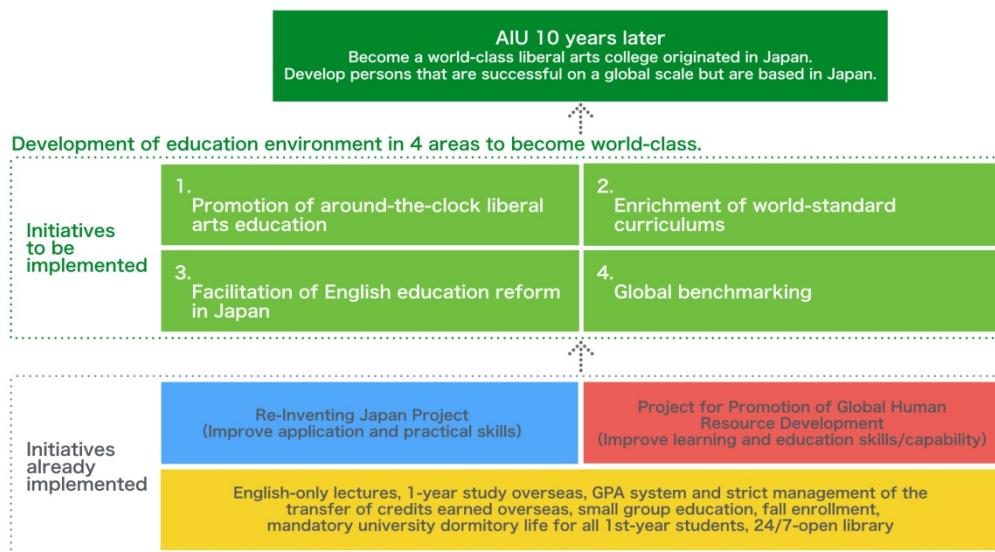 AIU 10 years later
Become a world-class liberal arts college originated in Japan.
Develop persons that are successful on a global scale but are based in Japan.
Development of education environment in 4 areas to become world-class.
Initiatives
to be
implemented
1.
Promotion of around-the-clock liberal
arts education
2.
Enrichment of world-standard
curriculums
3.
Facilitation of English education reform
in Japan
4.
Global benchmarking
Initiatives
already
implemented
Re-Inventing Japan Project
(Improve application and practical skills)
Project for Promotion of Global Human
Resource Development
(Improve learning and education skills/capability)
English-only lectures, 1-year study overseas, GPA system and strict management of the
transfer of credits earned overseas, small group education, fall enrollment,
mandatory university dormitory life for all 1st-year students, 24/7-open library